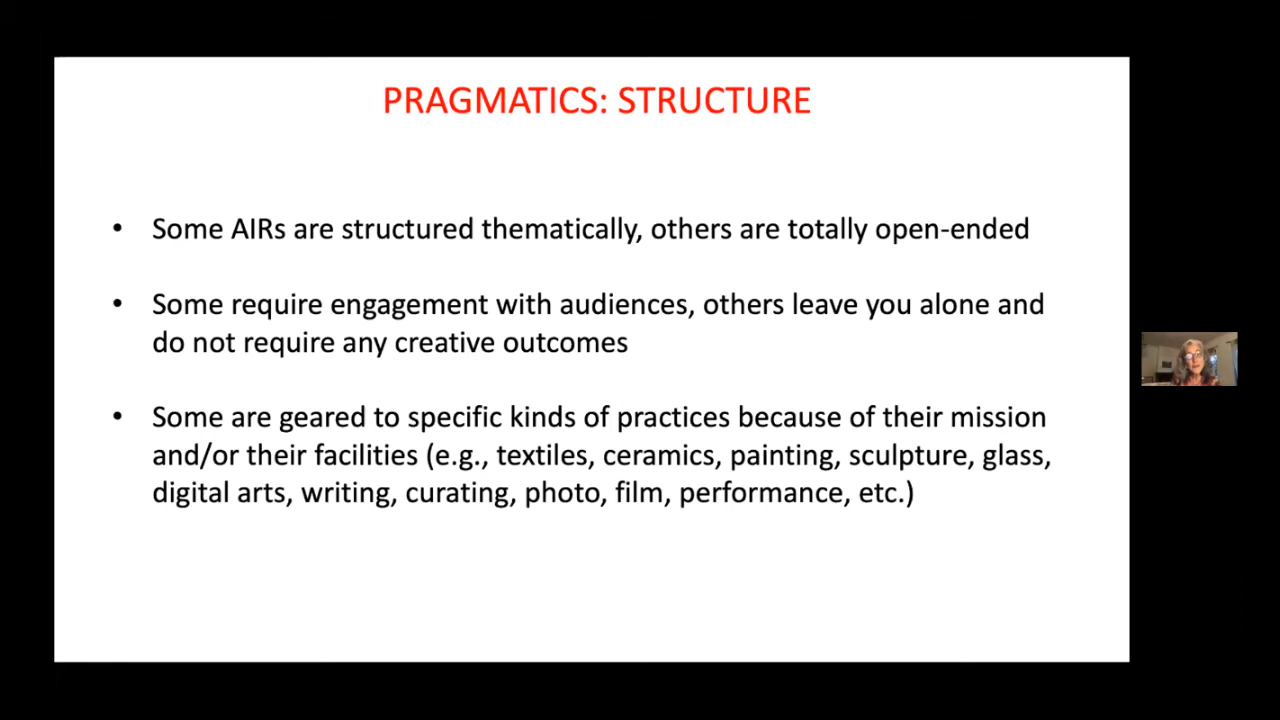 PRAGMATICS: STRUCTURE
• Some AIRs are structured thematically, others are totally open-ended
• Some require engagement with audiences, others leave you alone and
do not require any creative outcomes
• Some are geared to specific kinds of practices because of their mission
and/or their facilities (e.g., textiles, ceramics, painting, sculpture, glass,
digital arts, writing, curating, photo, film, performance, etc.)